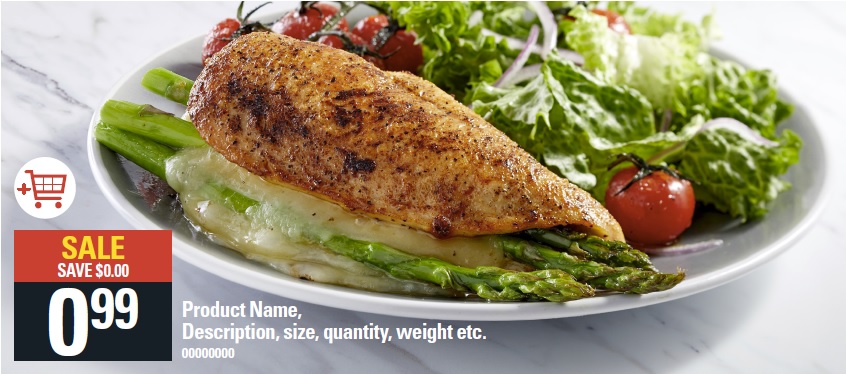 SALE
SAVE $0.00
0.99
Product Name,
Description, size, quantity, weight etc.
00000000